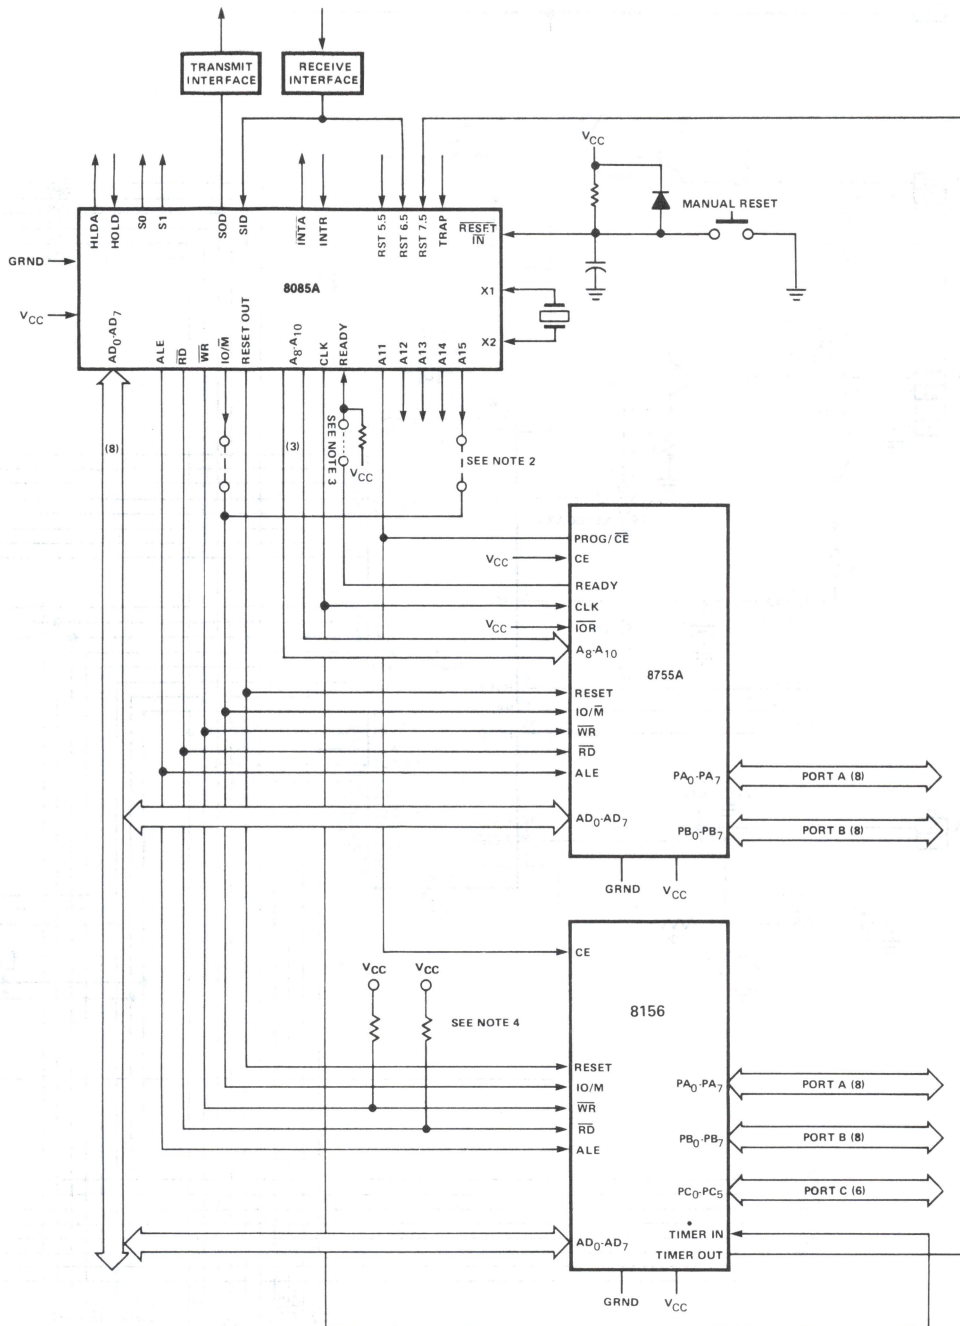 TRANSMIT
INTERFACE
RECEIVE
INTERFACE
VCC
MANUAL RESET
HLDA
HOLD
S0
S1
SOD
SID
INTA
INTR
RST 5.5
RST 6.5
RST 7.5
TRAP
RESET
IN
GRND
8085A
X1
VCC
X2
AD0-AD7
ALE
RD
WR
IO/M
RESET OUT
A8-A10
CLK
READY
A11
A12
A13
A14
A15
(8)
(3)
SEE NOTE 3
VCC
SEE NOTE 2
PROG/CE
VCC
CE
READY
CLK
VCC
IOR
A8-A10
8755A
RESET
IO/M
WR
RD
ALE
PA0-PA7
PORT A (8)
AD0-AD7
PB0-PB7
PORT B (8)
GRND
VCC
CE
VCC
VCC
SEE NOTE 4
8156
RESET
IO/M
WR
RD
ALE
PA0-PA7
PORT A (8)
PB0-PB7
PORT B (8)
PC0-PC5
PORT C (6)
TIMER IN
AD0-AD7
TIMER OUT
GRND
VCC